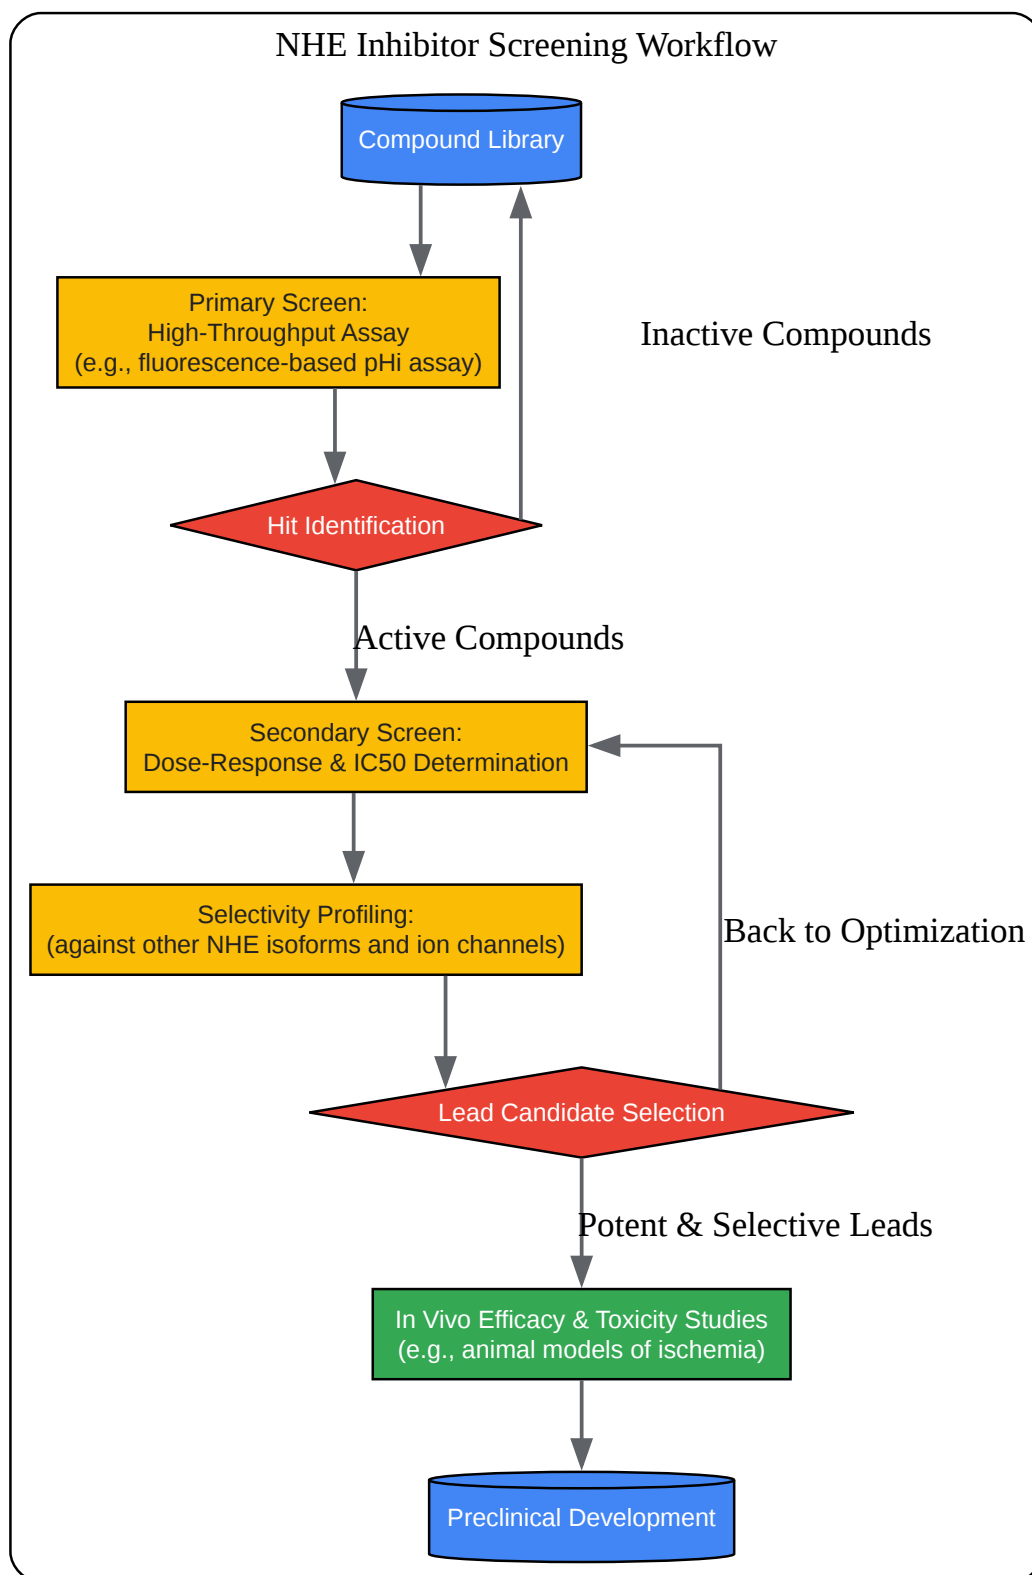 NHE Inhibitor Screening Workflow
Compound Library
Primary Screen:
High-Throughput Assay
(e.g., fluorescence-based pHi assay)
Inactive Compounds
Hit Identification
Active Compounds
Secondary Screen:
Dose-Response & IC50 Determination
Selectivity Profiling:
(against other NHE isoforms and ion channels)
Back to Optimization
Lead Candidate Selection
Potent & Selective Leads
In Vivo Efficacy & Toxicity Studies
(e.g., animal models of ischemia)
Preclinical Development